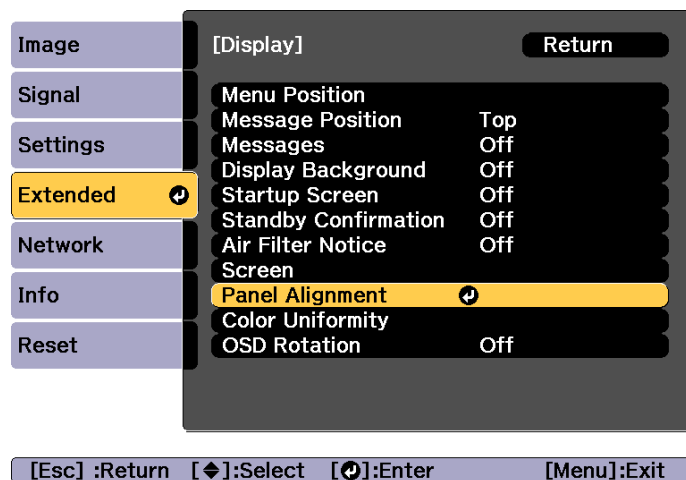 Image
Signal
Settings
Extended
Network
Info
Reset
[Display] Return
Menu Position
Message Position Top
Messages Off
Display Background Off
Startup Screen Off
Standby Confirmation Off
Air Filter Notice Off
Screen
Panel Alignment
Color Uniformity
OSD Rotation Off
[Esc] :Return [◆]:Select [↵]:Enter [Menu]:Exit